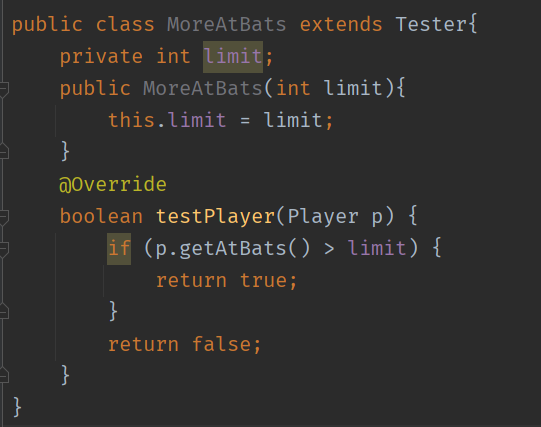 public class MoreAtBats extends Tester{
    private int limit;
    public MoreAtBats(int limit){
        this.limit = limit;
    }
    @Override
    boolean testPlayer(Player p) {
        if (p.getAtBats() > limit) {
            return true;
        }
        return false;
    }
}